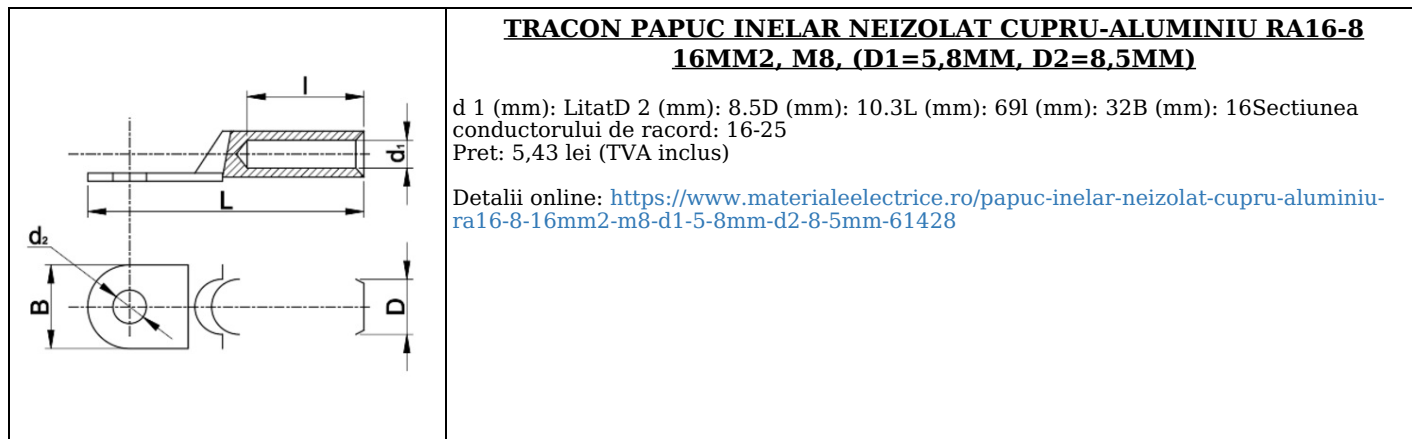 TRACON PAPUC INELAR NEIZOLAT CUPRU-ALUMINIU RA16-8
16MM2, M8, (D1=5,8MM, D2=8,5MM)
d 1 (mm): LitatD 2 (mm): 8.5D (mm): 10.3L (mm): 69l (mm): 32B (mm): 16Sectiunea
conductorului de racord: 16-25
Pret: 5,43 lei (TVA inclus)
Detalii online: https://www.materialeelectrice.ro/papuc-inelar-neizolat-cupru-aluminiu-
ra16-8-16mm2-m8-d1-5-8mm-d2-8-5mm-61428
l
d₁
L
d₂
B
D